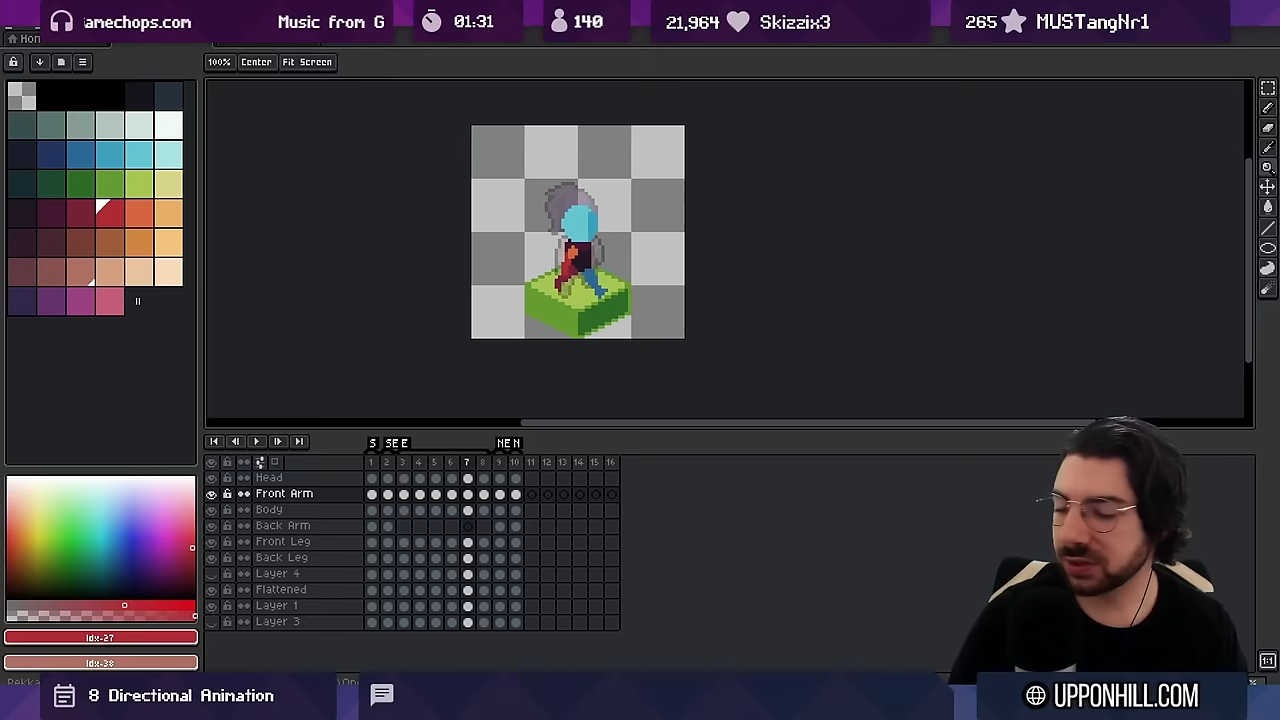 amechops.com
Music from G
01:31
140
21,964
Skizzix3
265
MUSTangNr1
Hon
100%
Center
Fit Screen
S
SE E
NE N
1 2 3 4 5 6 7 8 9 10 11 12 13 14 15 16
Head
Front Arm
Body
Back Arm
Front Leg
Back Leg
Layer 4
Flattened
Layer 1
Layer 3
Idx-27
Idx-38
1:1
8 Directional Animation
UPPONHILL.COM